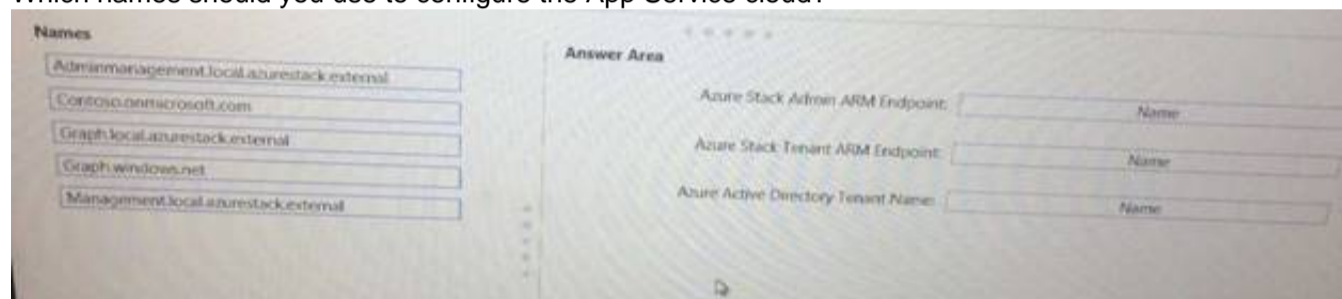 Which names should you use to configure the App Service cloud?
Names
Adminmanagement.local.azurestack.external
Contoso.onmicrosoft.com
Graph.local.azurestack.external
Graph.windows.net
Management.local.azurestack.external
Answer Area
Azure Stack Admin ARM Endpoint: Name
Azure Stack Tenant ARM Endpoint: Name
Azure Active Directory Tenant Name: Name